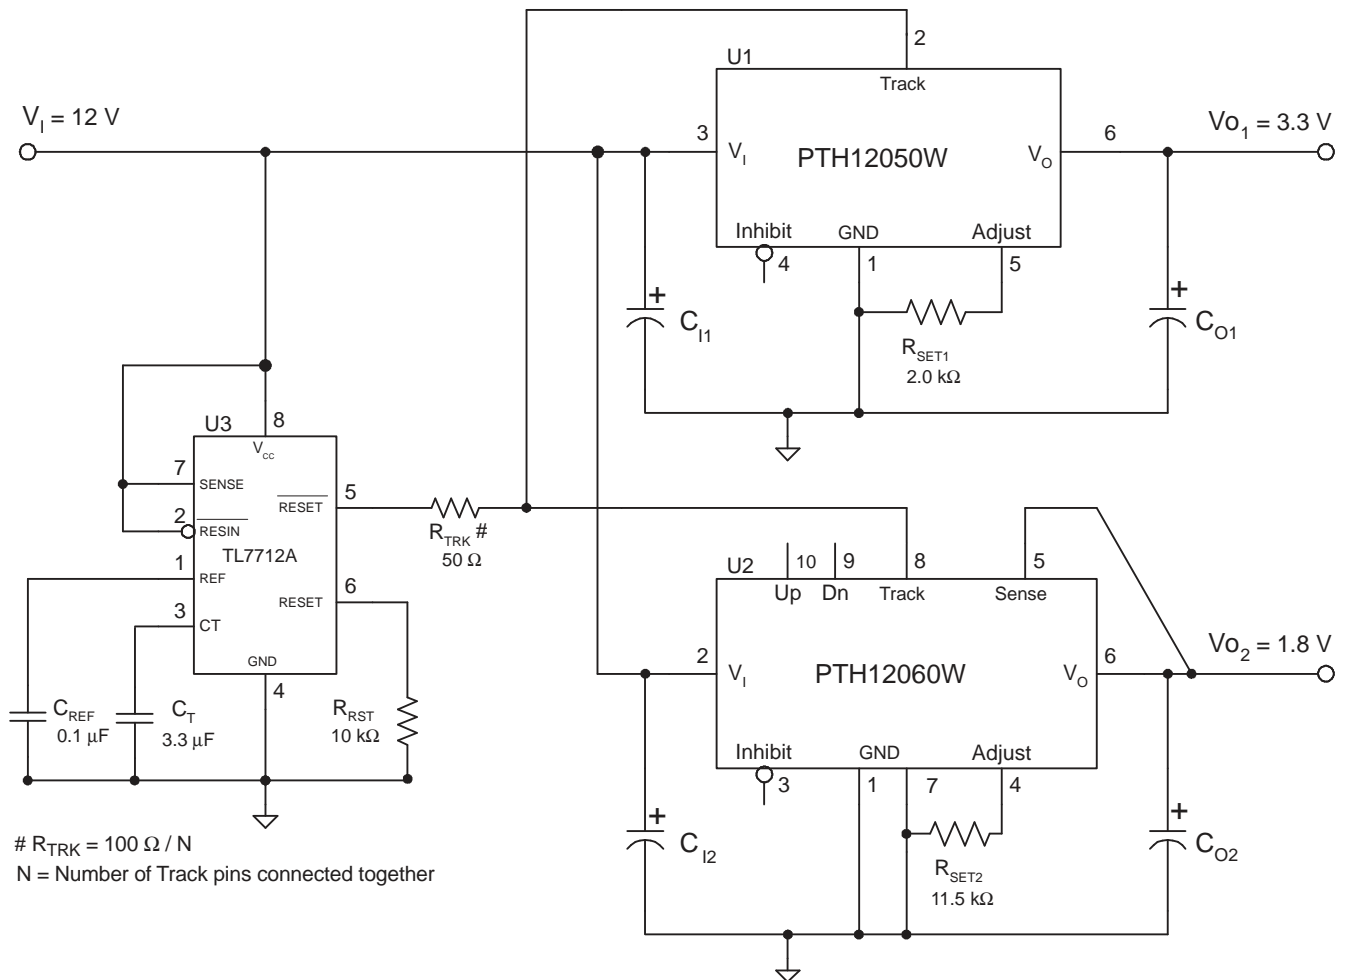 U1
2
Track
V_I = 12 V
3
V_I
PTH12050W
V_O
6
Vo_1 = 3.3 V
Inhibit
4
GND
1
Adjust
5
+
C_I1
R_SET1
2.0 kΩ
+
C_O1
U3
8
V_cc
7
SENSE
2
RESIN
TL7712A
1
REF
3
CT
RESET
5
RESET
6
GND
4
R_TRK #
50 Ω
C_REF
0.1 μF
C_T
3.3 μF
R_RST
10 kΩ
U2
10
9
8
5
Up
Dn
Track
Sense
2
V_I
PTH12060W
V_O
6
Vo_2 = 1.8 V
Inhibit
3
GND
1
7
Adjust
4
+
C_I2
R_SET2
11.5 kΩ
+
C_O2
# R_TRK = 100 Ω / N
N = Number of Track pins connected together